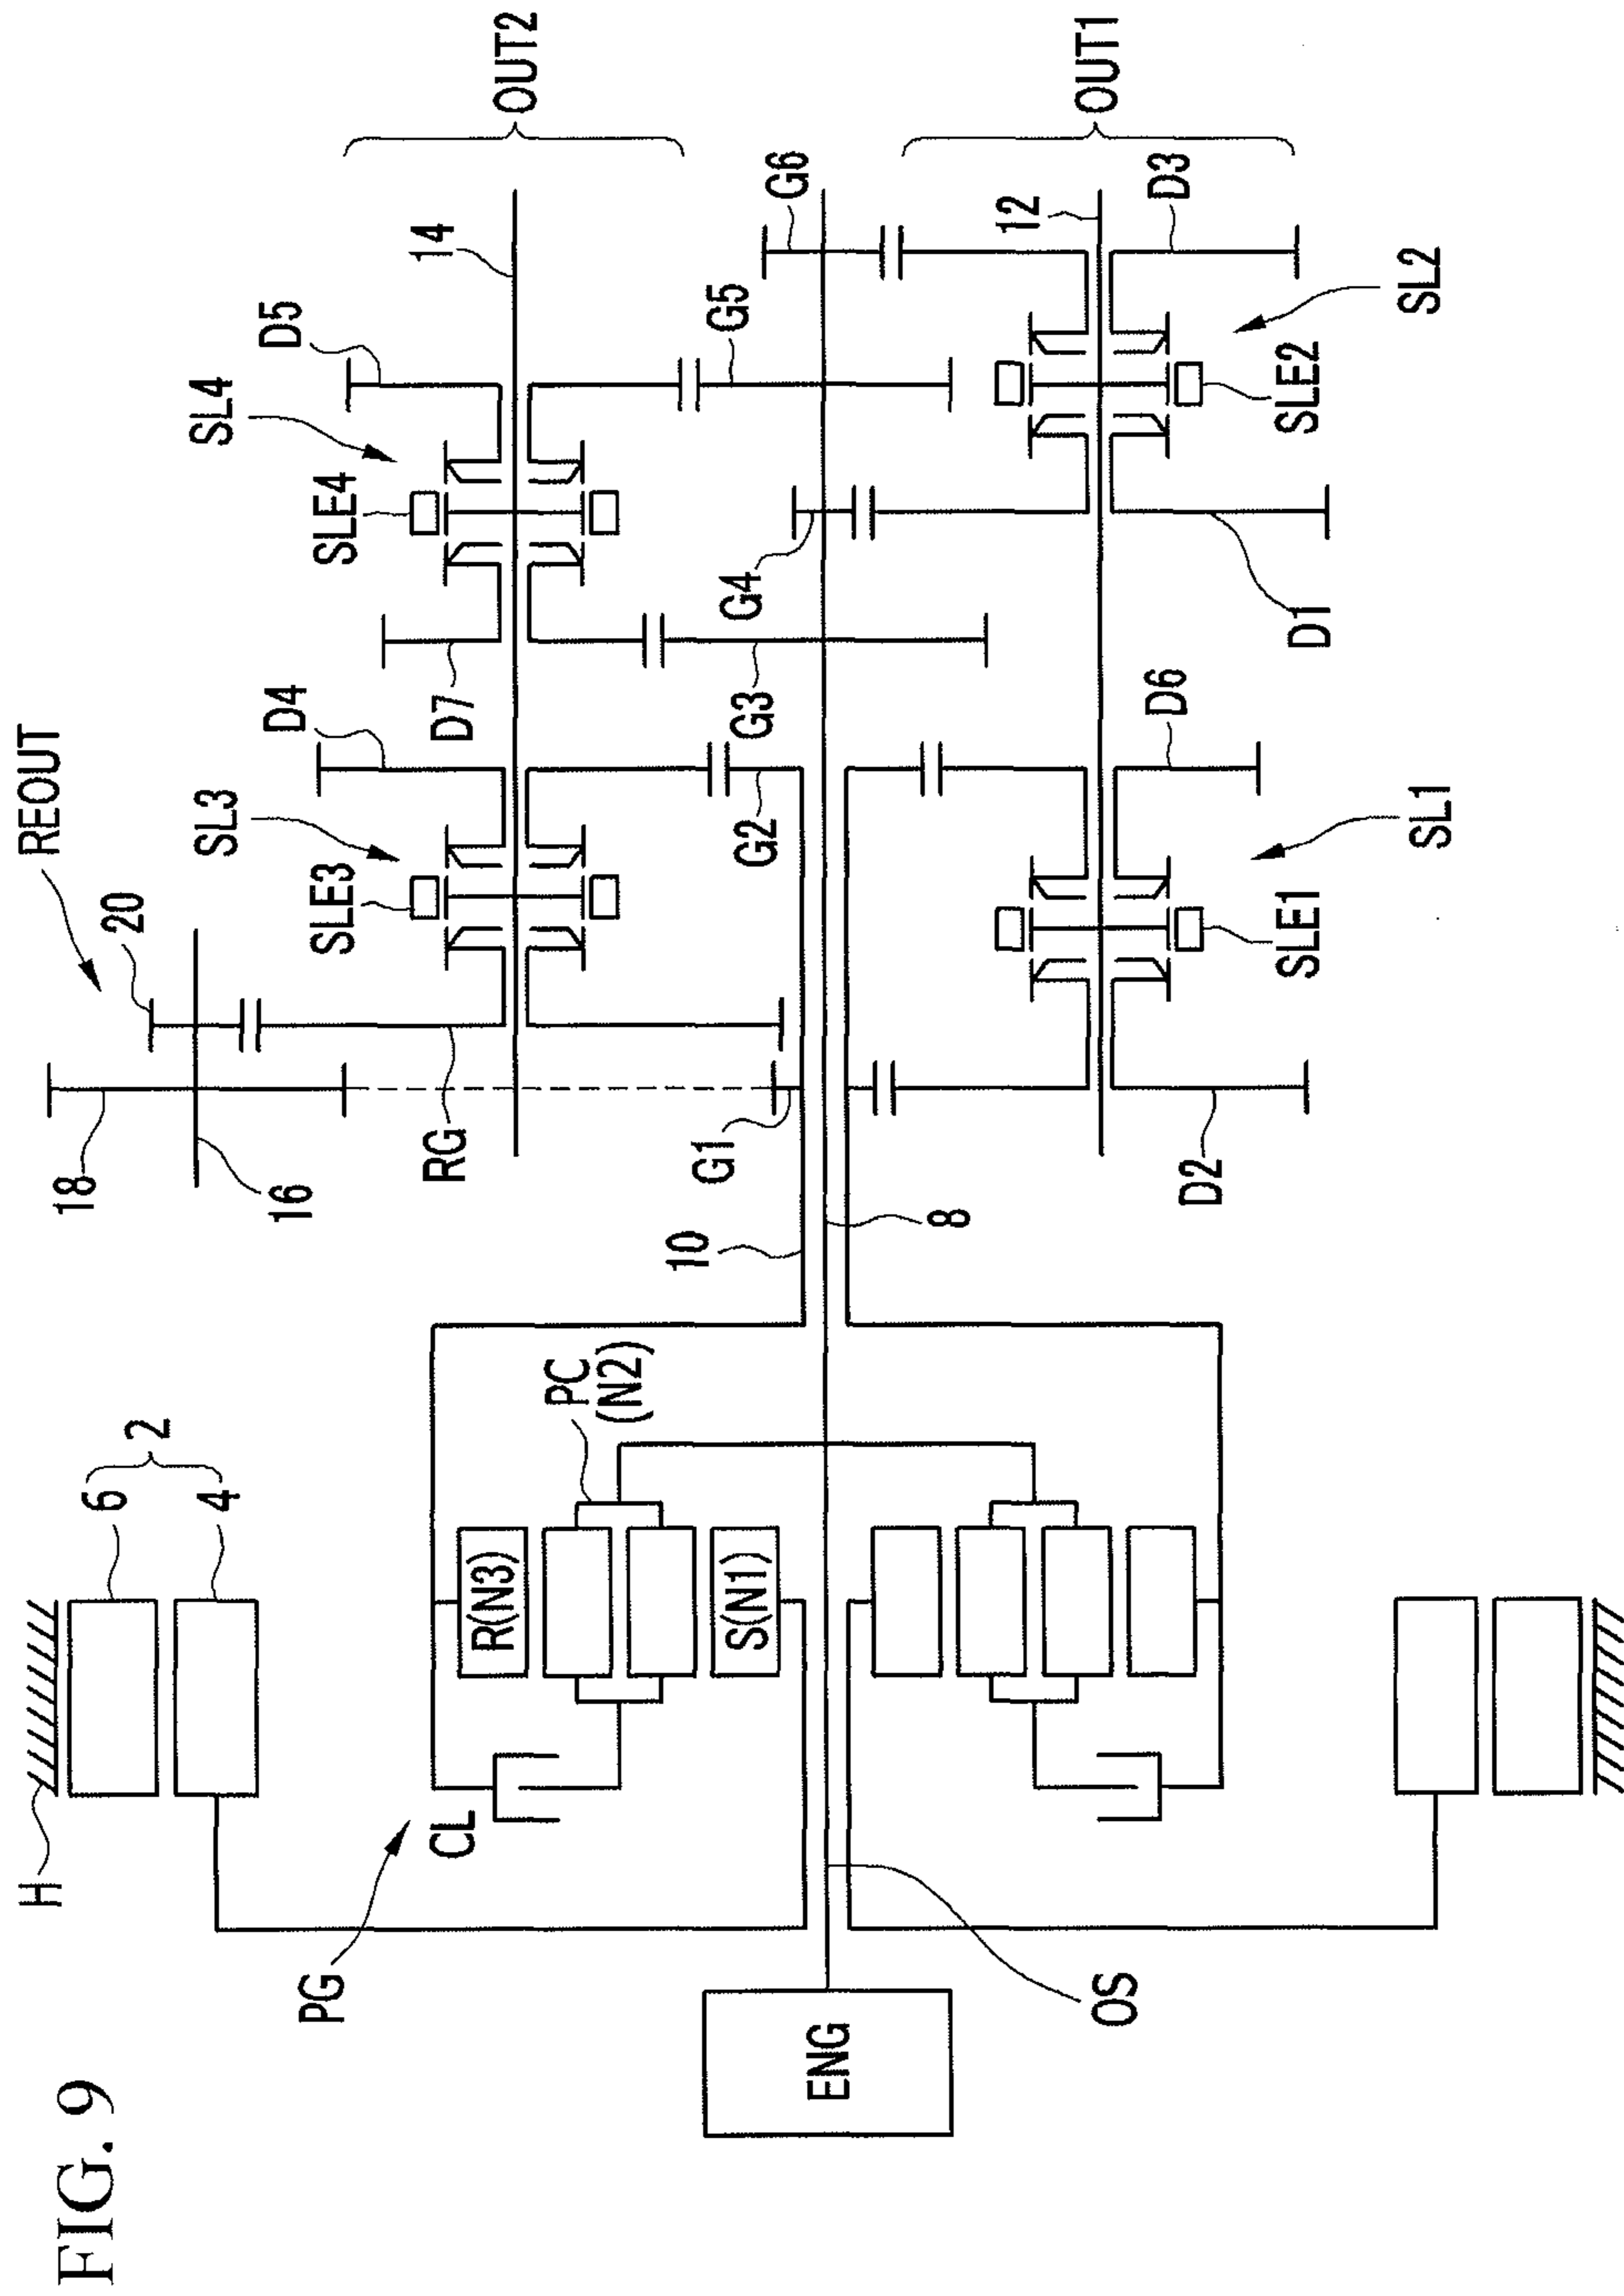 FIG. 9
REOUT
H
6
2
4
18
16
20
RG
SL3
SLE3
D4
D7
SL4
SLE4
D5
14
OUT2
PG
CL
R(N3)
S(N1)
PC
(N2)
10
8
G1
G2
G3
G4
G5
G6
ENG
OS
D2
SLE1
SL1
D6
D1
SLE2
SL2
12
D3
OUT1